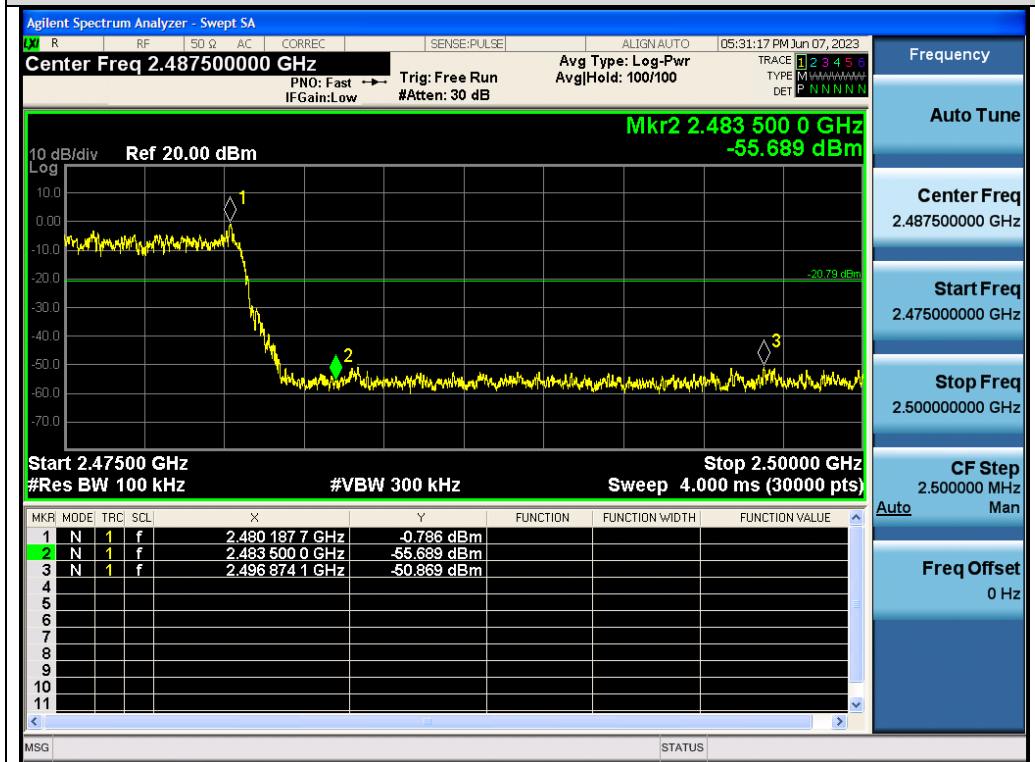 Agilent Spectrum Analyzer - Swept SA
LXI R RF 50 Ω AC CORREC SENSE:PULSE ALIGN AUTO 05:31:17 PM Jun 07, 2023
Center Freq 2.487500000 GHz
PNO: Fast
IFGain:Low
Trig: Free Run
#Atten: 30 dB
Avg Type: Log-Pwr
Avg|Hold: 100/100
TRACE 1 2 3 4 5 6
TYPE M WWWWW
DET P N N N N N
Mkr2 2.483 500 0 GHz
-55.689 dBm
10 dB/div Ref 20.00 dBm
Log
10.0
0.00
-10.0
-20.0
-30.0
-40.0
-50.0
-60.0
-70.0
1
-20.79 dBm
2
3
Start 2.47500 GHz Stop 2.50000 GHz
#Res BW 100 kHz #VBW 300 kHz Sweep 4.000 ms (30000 pts)
MKR MODE TRC SCL X Y FUNCTION FUNCTION WIDTH FUNCTION VALUE
1 N 1 f 2.480 187 7 GHz -0.786 dBm
2 N 1 f 2.483 500 0 GHz -55.689 dBm
3 N 1 f 2.496 874 1 GHz -50.869 dBm
4
5
6
7
8
9
10
11
MSG STATUS
Frequency
Auto Tune
Center Freq
2.487500000 GHz
Start Freq
2.475000000 GHz
Stop Freq
2.500000000 GHz
CF Step
2.500000 MHz
Auto Man
Freq Offset
0 Hz